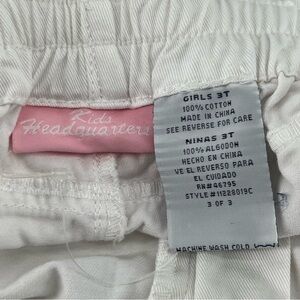 Kids
Headquarters
GIRLS 3T
100% COTTON
MADE IN CHINA
SEE REVERSE FOR CARE
NINAS 3T
100% ALGODON
HECHO EN CHINA
VE EL REVERSO PARA
EL CUIDADO
RN#46795
STYLE#11228019C
3 OF 3
MACHINE WASH COLD